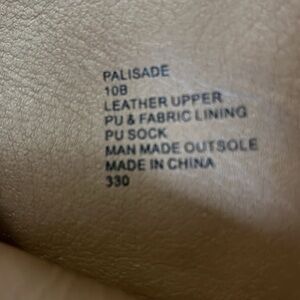 PALISADE
10B
LEATHER UPPER
PU & FABRIC LINING
PU SOCK
MAN MADE OUTSOLE
MADE IN CHINA
330